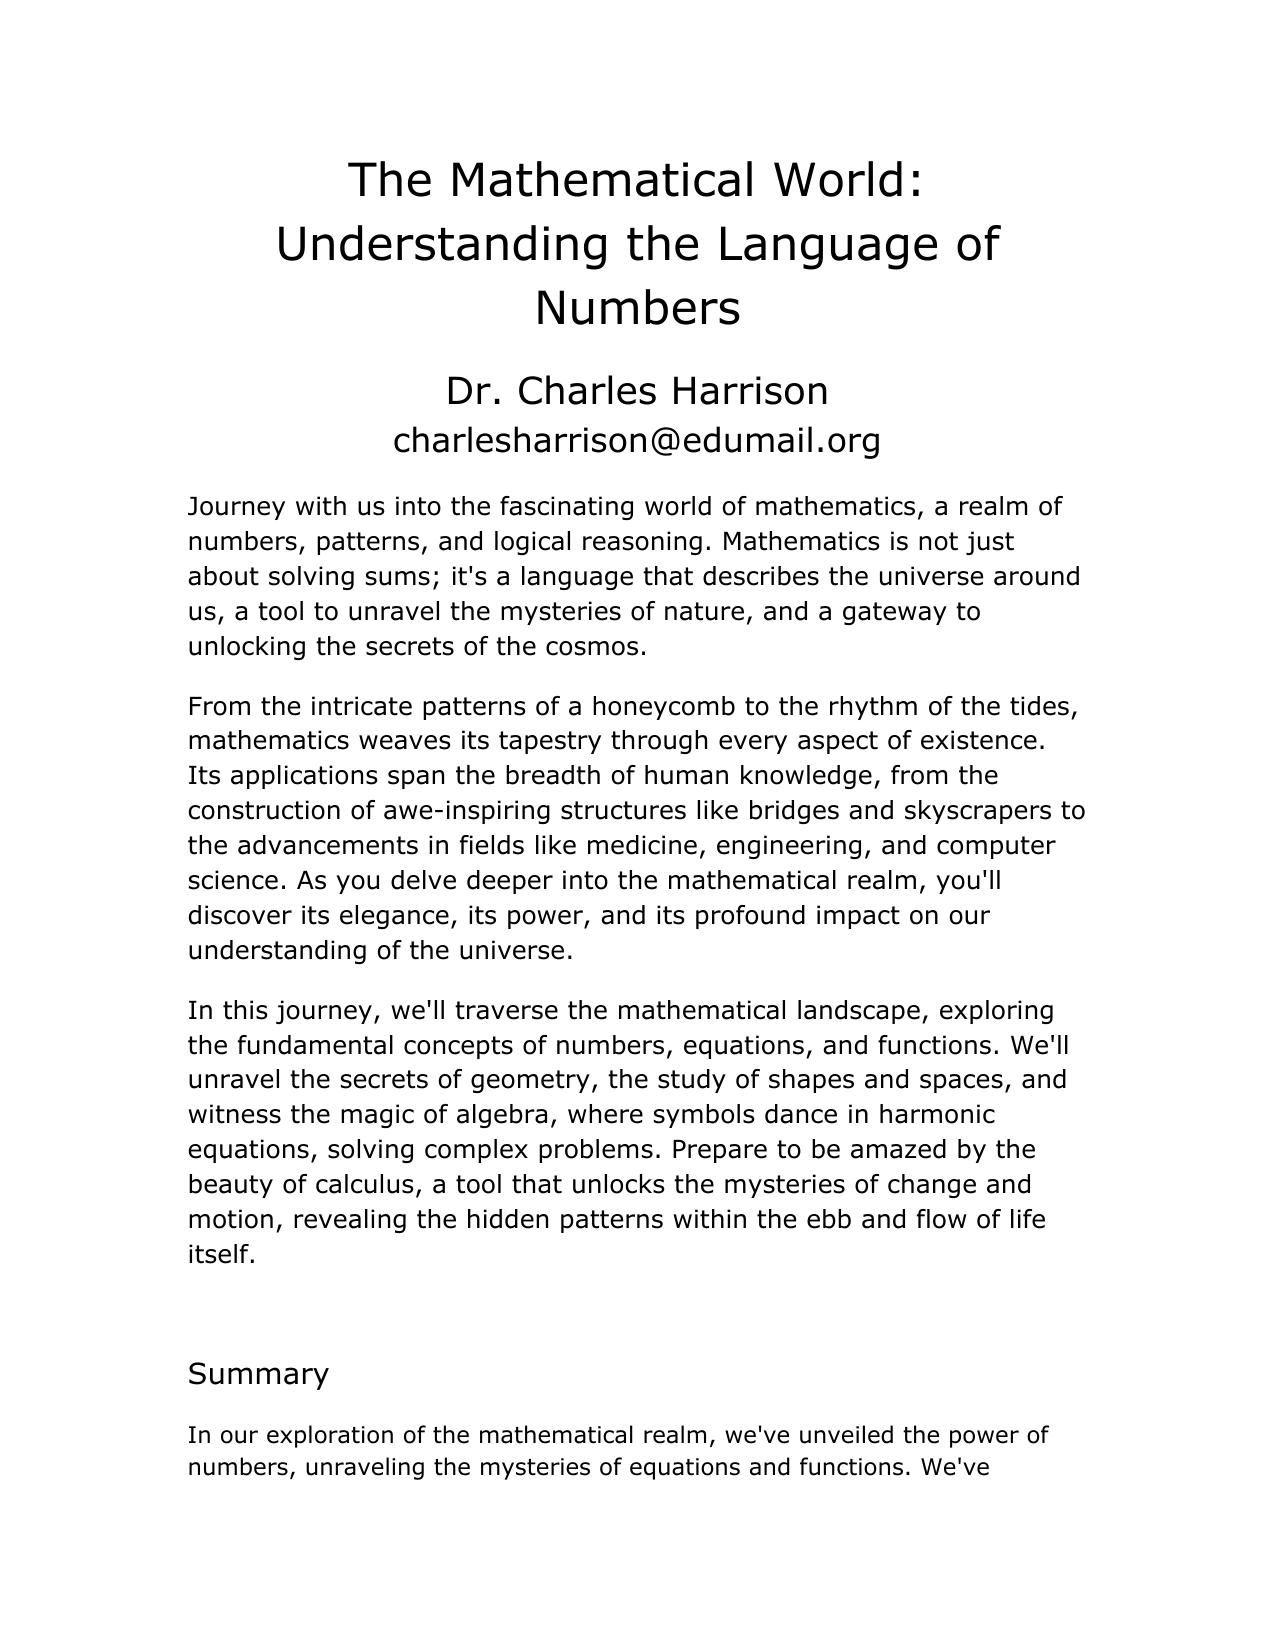 The Mathematical World:
Understanding the Language of
Numbers
Dr. Charles Harrison
charlesharrison@edumail.org
Journey with us into the fascinating world of mathematics, a realm of
numbers, patterns, and logical reasoning. Mathematics is not just
about solving sums; it's a language that describes the universe around
us, a tool to unravel the mysteries of nature, and a gateway to
unlocking the secrets of the cosmos.
From the intricate patterns of a honeycomb to the rhythm of the tides,
mathematics weaves its tapestry through every aspect of existence.
Its applications span the breadth of human knowledge, from the
construction of awe-inspiring structures like bridges and skyscrapers to
the advancements in fields like medicine, engineering, and computer
science. As you delve deeper into the mathematical realm, you'll
discover its elegance, its power, and its profound impact on our
understanding of the universe.
In this journey, we'll traverse the mathematical landscape, exploring
the fundamental concepts of numbers, equations, and functions. We'll
unravel the secrets of geometry, the study of shapes and spaces, and
witness the magic of algebra, where symbols dance in harmonic
equations, solving complex problems. Prepare to be amazed by the
beauty of calculus, a tool that unlocks the mysteries of change and
motion, revealing the hidden patterns within the ebb and flow of life
itself.
Summary
In our exploration of the mathematical realm, we've unveiled the power of
numbers, unraveling the mysteries of equations and functions. We've